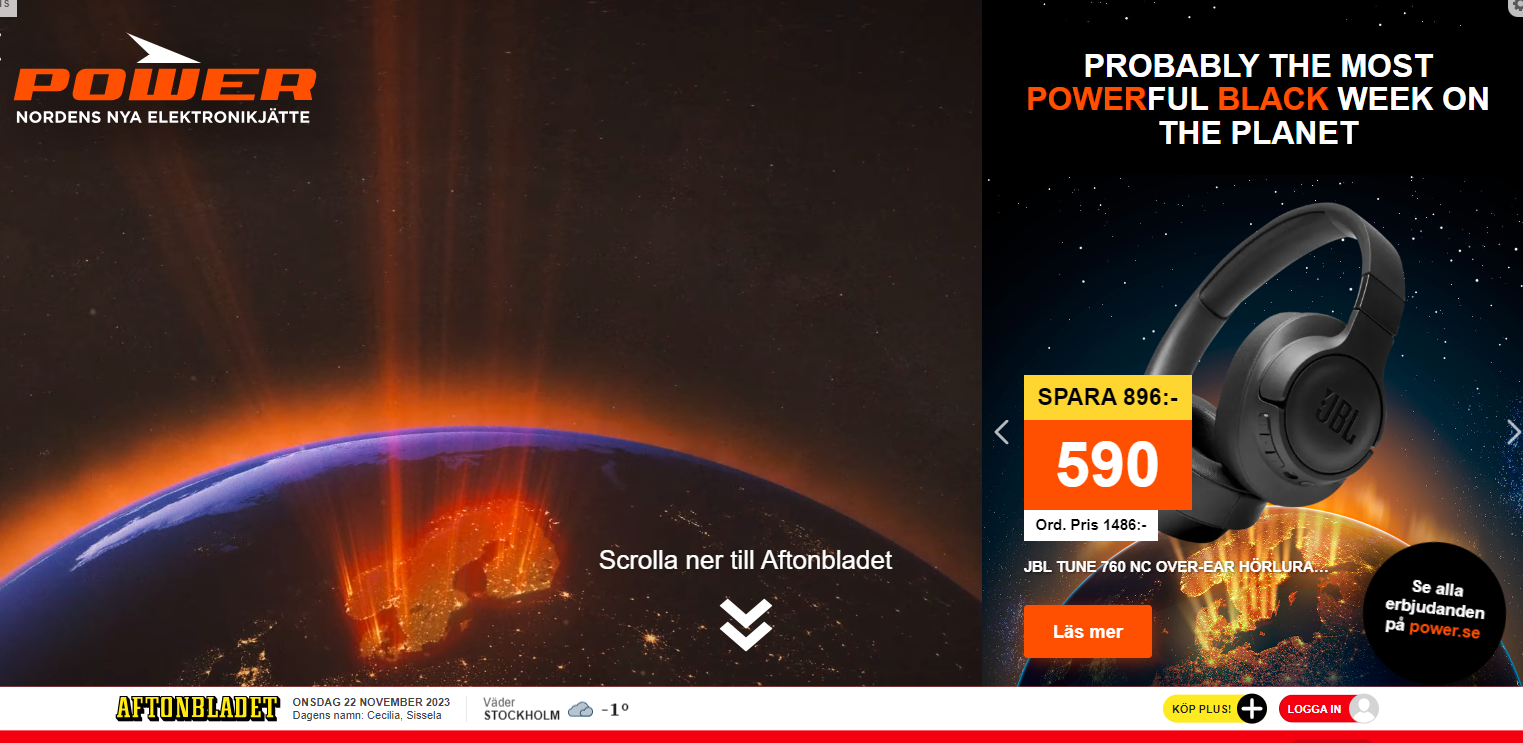 POWER
NORDENS NYA ELEKTRONIKJÄTTE
Scrolla ner till Aftonbladet
PROBABLY THE MOST
POWERFUL BLACK WEEK ON
THE PLANET
JBL
SPARA 896:-
590
Ord. Pris 1486:-
JBL TUNE 760 NC OVER-EAR HÖRLURA...
Läs mer
Se alla
erbjudanden
på power.se
AFTONBLADET
ONSDAG 22 NOVEMBER 2023
Dagens namn: Cecilia, Sissela
Väder
STOCKHOLM
-1°
KÖP PLUS!
LOGGA IN